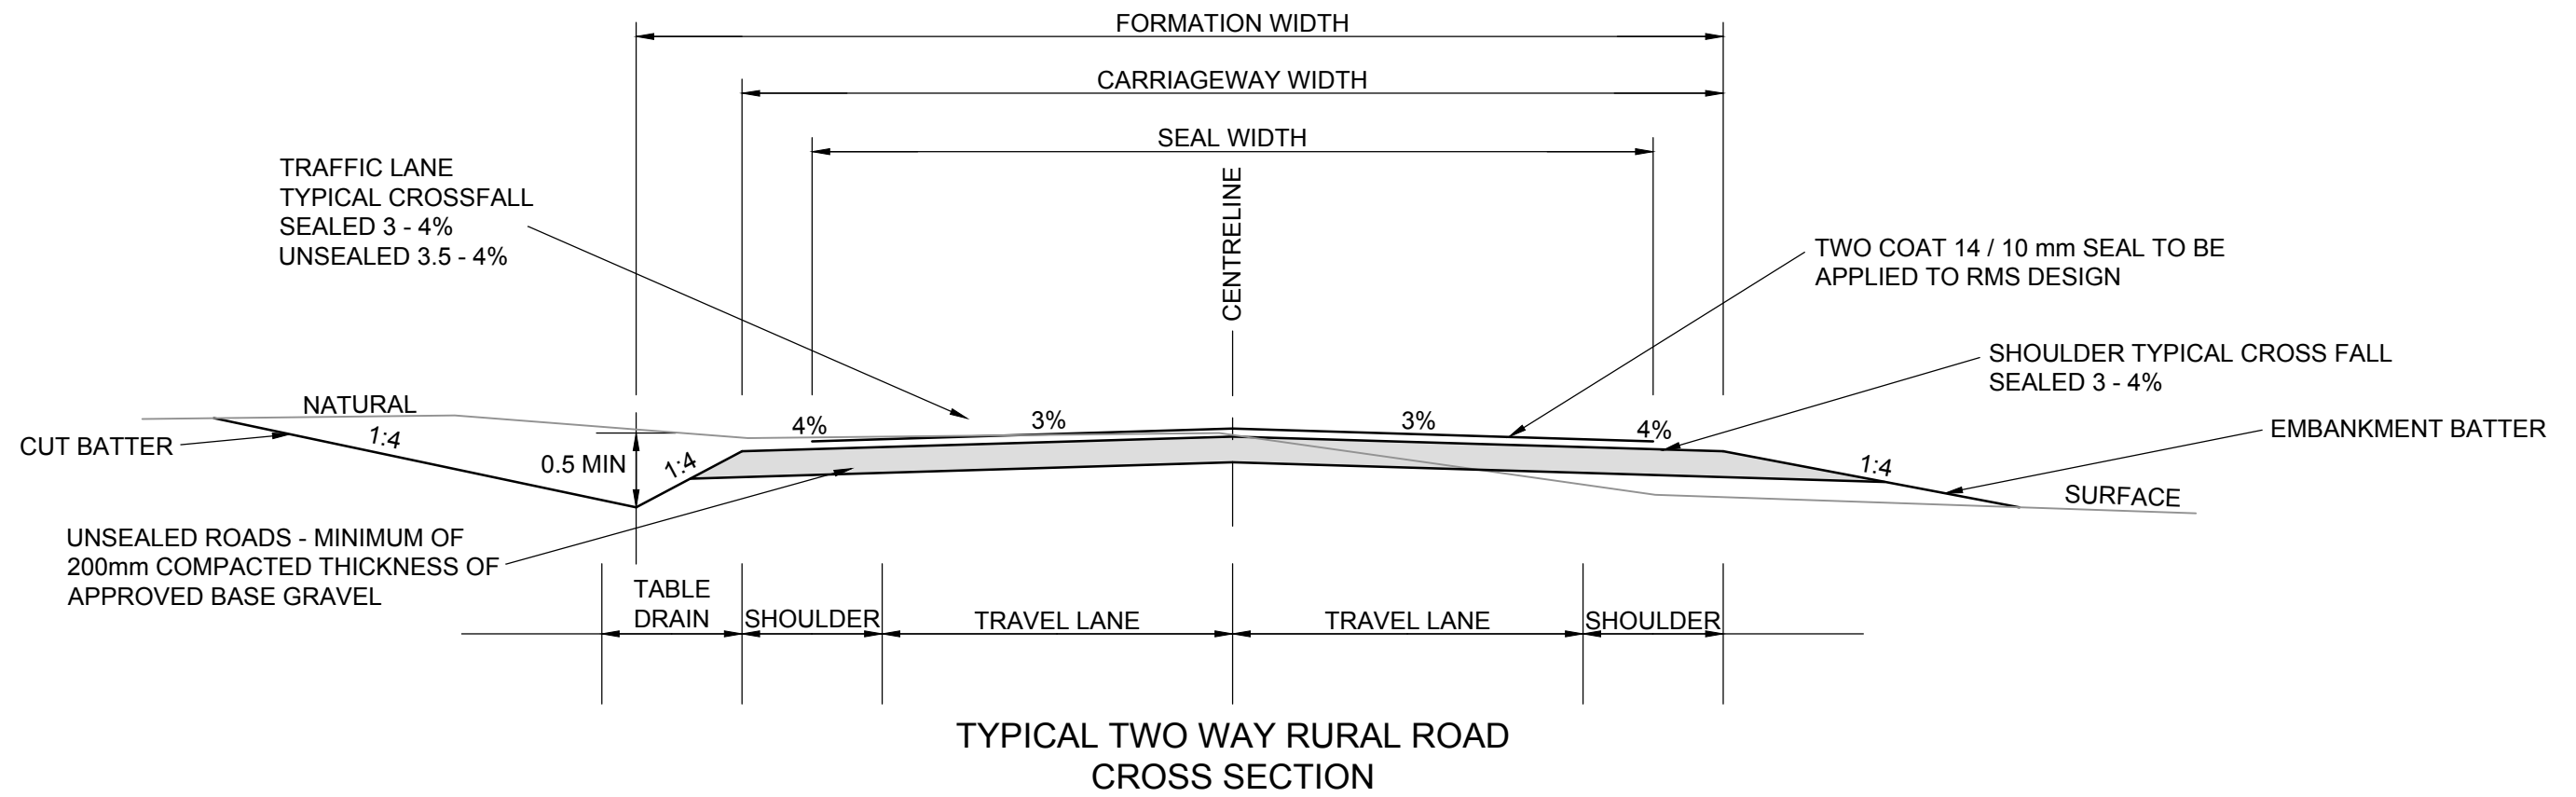 FORMATION WIDTH
CARRIAGEWAY WIDTH
SEAL WIDTH
TRAFFIC LANE
TYPICAL CROSSFALL
SEALED 3 - 4%
UNSEALED 3.5 - 4%
CENTRELINE
TWO COAT 14 / 10 mm SEAL TO BE
APPLIED TO RMS DESIGN
SHOULDER TYPICAL CROSS FALL
SEALED 3 - 4%
NATURAL
CUT BATTER
1:4
0.5 MIN
1:4
4%
3%
3%
4%
1:4
EMBANKMENT BATTER
SURFACE
UNSEALED ROADS - MINIMUM OF
200mm COMPACTED THICKNESS OF
APPROVED BASE GRAVEL
TABLE
DRAIN
SHOULDER
TRAVEL LANE
TRAVEL LANE
SHOULDER
TYPICAL TWO WAY RURAL ROAD
CROSS SECTION